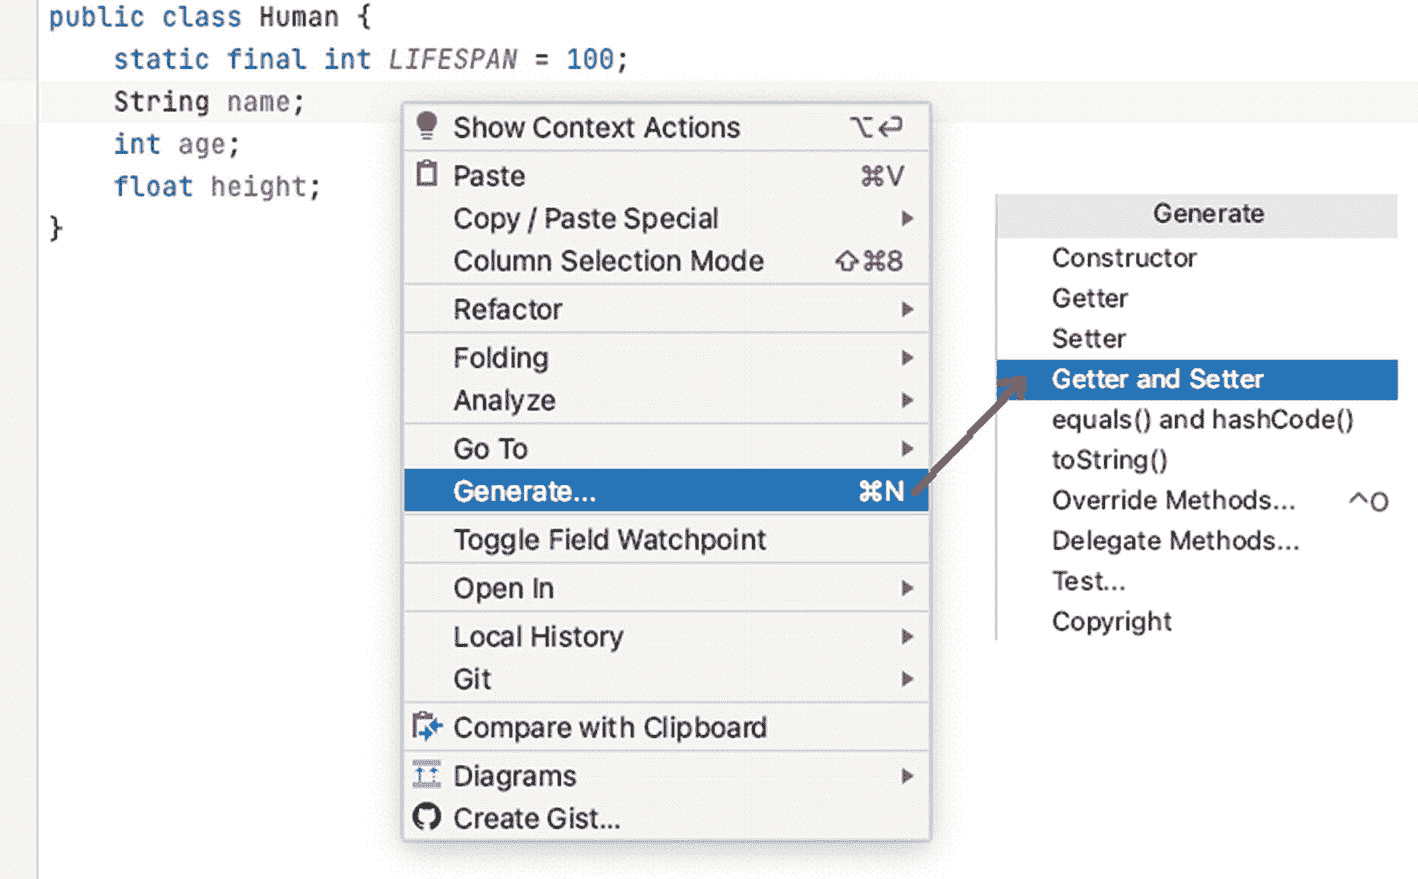 public class Human {
static final int LIFESPAN = 100;
String name;
int age;
float height;
}
Show Context Actions ⌥⏎
Paste ⌘V
Copy / Paste Special
Column Selection Mode ⇧⌘8
Refactor
Folding
Analyze
Go To
Generate... ⌘N
Toggle Field Watchpoint
Open In
Local History
Git
Compare with Clipboard
Diagrams
Create Gist...
Generate
Constructor
Getter
Setter
Getter and Setter
equals() and hashCode()
toString()
Override Methods... ^O
Delegate Methods...
Test...
Copyright